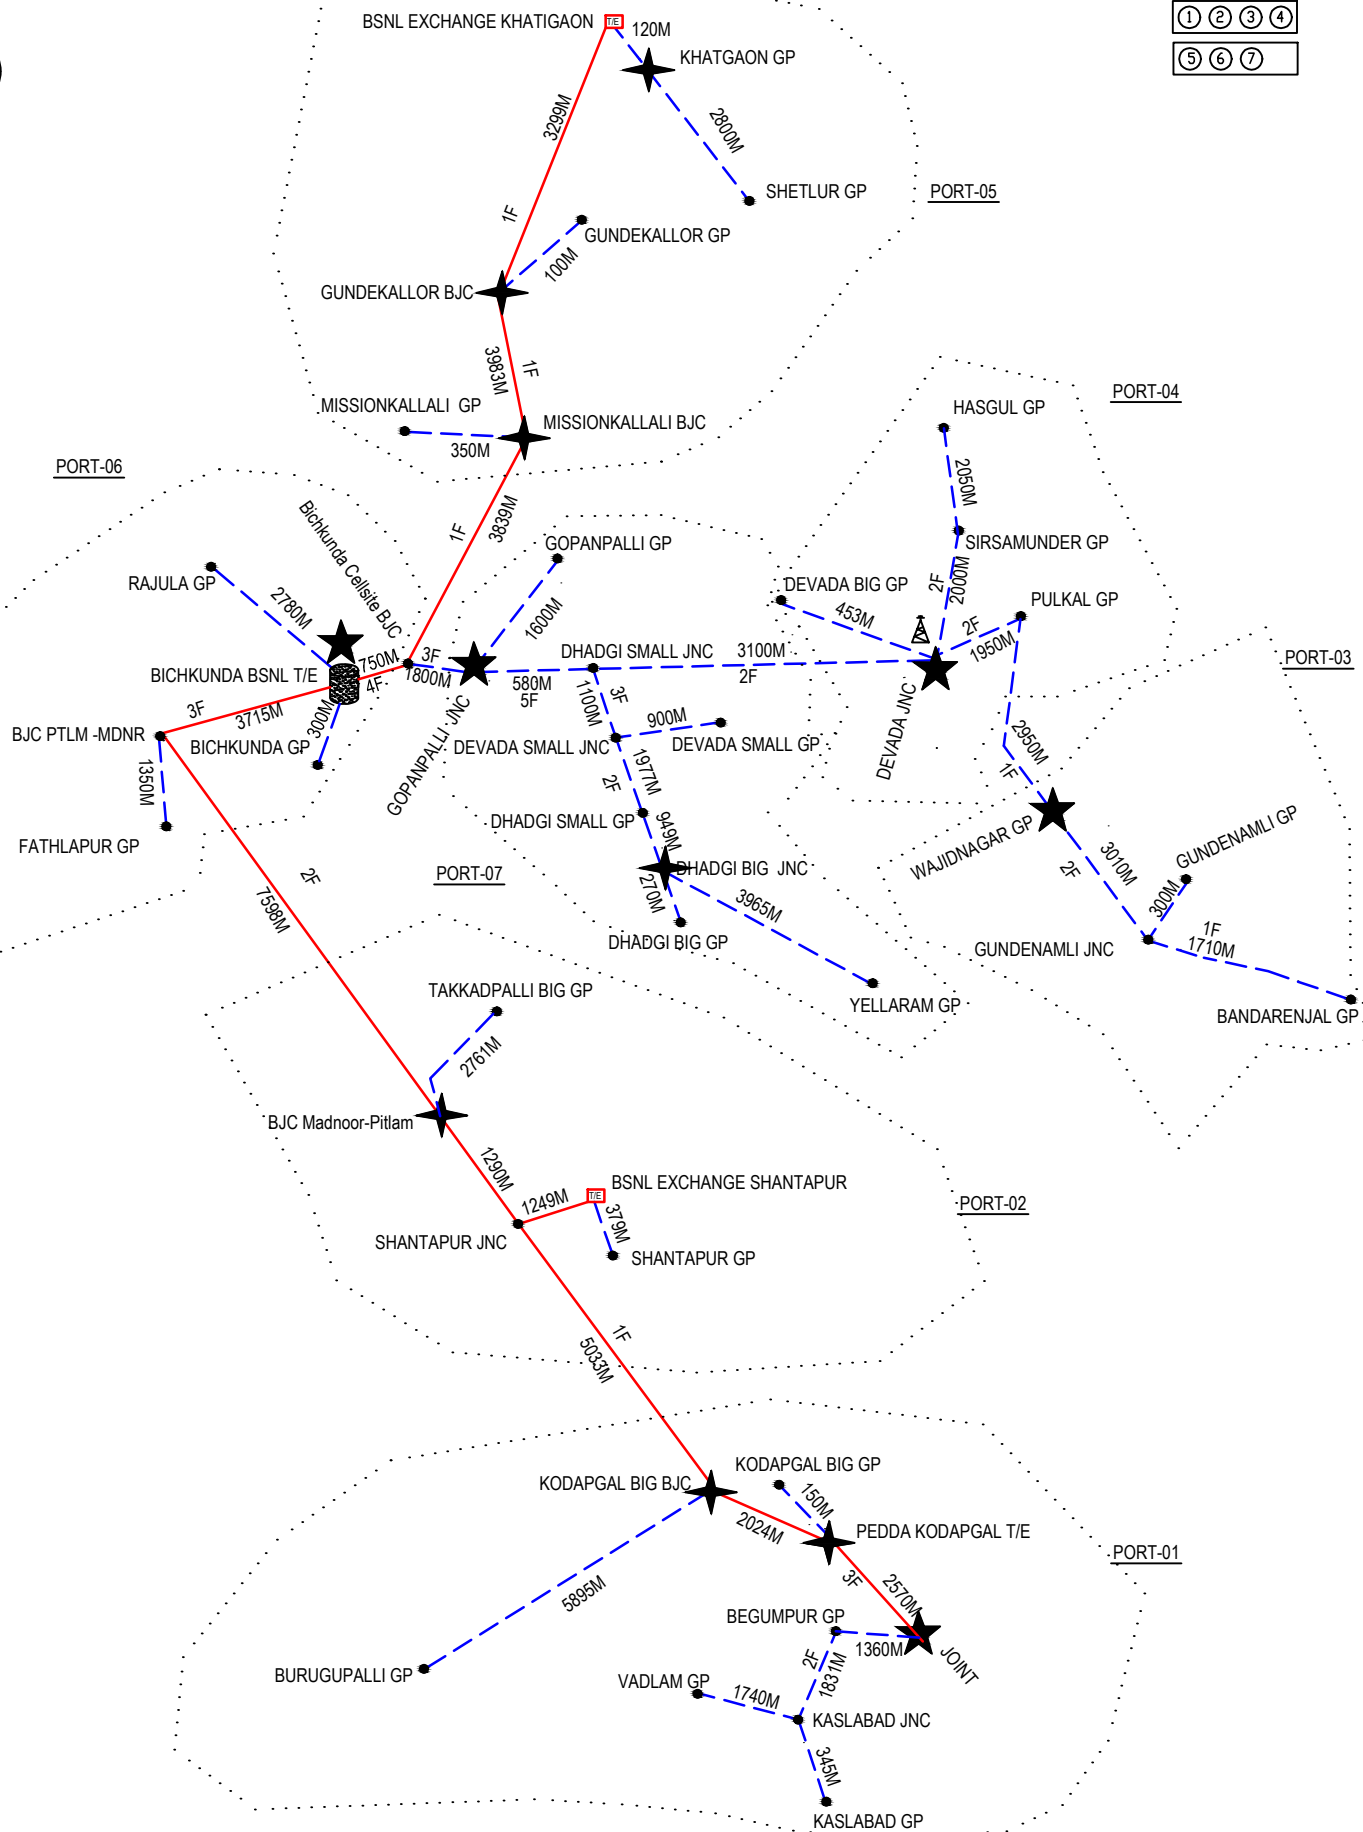 ① ② ③ ④
⑤ ⑥ ⑦
BSNL EXCHANGE KHATIGAON
T/E
120M
KHATGAON GP
3299M
2800M
1F
SHETLUR GP
PORT-05
GUNDEKALLOR GP
100M
GUNDEKALLOR BJC
3983M
1F
MISSIONKALLALI GP
MISSIONKALLALI BJC
350M
PORT-04
HASGUL GP
PORT-06
2050M
3839M
1F
Bichkunda Cellsite BJC
GOPANPALLI GP
SIRSAMUNDER GP
RAJULA GP
2780M
1600M
DEVADA BIG GP
453M
2F
2000M
PULKAL GP
2F
1950M
PORT-03
BICHKUNDA BSNL T/E
750M
4F
3F
1800M
DHADGI SMALL JNC
3100M
2F
580M
5F
3F
1100M
3F
3715M
300M
GOPANPALLI JNC
900M
BJC PTLM -MDNR
BICHKUNDA GP
DEVADA SMALL JNC
DEVADA SMALL GP
DEVADA JNC
2950M
1F
1350M
1977M
2F
DHADGI SMALL GP
949M
FATHLAPUR GP
WAJIDNAGAR GP
GUNDENAMLI GP
3010M
2F
PORT-07
DHADGI BIG JNC
270M
3965M
300M
2F
7598M
DHADGI BIG GP
1F
1710M
GUNDENAMLI JNC
TAKKADPALLI BIG GP
YELLARAM GP
BANDARENJAL GP
2761M
BJC Madnoor-Pitlam
1290M
BSNL EXCHANGE SHANTAPUR
T/E
1249M
379M
PORT-02
SHANTAPUR JNC
SHANTAPUR GP
1F
5033M
KODAPGAL BIG GP
KODAPGAL BIG BJC
150M
2024M
PEDDA KODAPGAL T/E
PORT-01
3F
2570M
5895M
BEGUMPUR GP
1360M
JOINT
BURUGUPALLI GP
2F
1831M
VADLAM GP
1740M
KASLABAD JNC
345M
KASLABAD GP